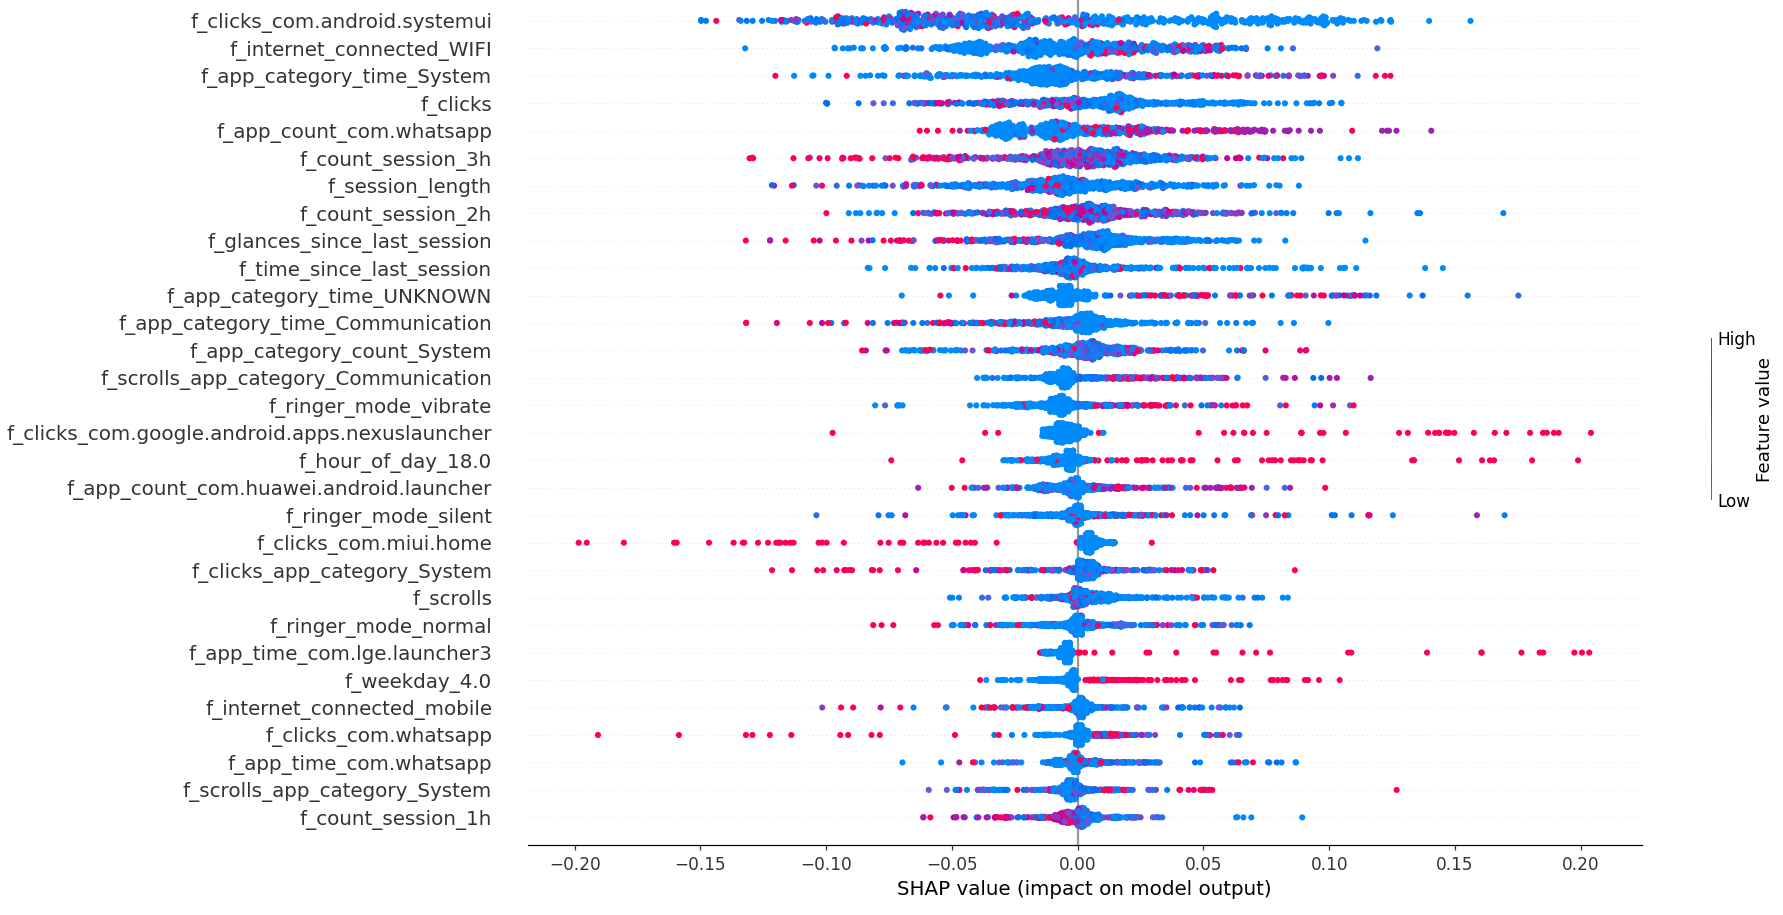 f_clicks_com.android.systemui
f_internet_connected_WIFI
f_app_category_time_System
f_clicks
f_app_count_com.whatsapp
f_count_session_3h
f_session_length
f_count_session_2h
f_glances_since_last_session
f_time_since_last_session
f_app_category_time_UNKNOWN
f_app_category_time_Communication
f_app_category_count_System
f_scrolls_app_category_Communication
f_ringer_mode_vibrate
f_clicks_com.google.android.apps.nexuslauncher
f_hour_of_day_18.0
f_app_count_com.huawei.android.launcher
f_ringer_mode_silent
f_clicks_com.miui.home
f_clicks_app_category_System
f_scrolls
f_ringer_mode_normal
f_app_time_com.lge.launcher3
f_weekday_4.0
f_internet_connected_mobile
f_clicks_com.whatsapp
f_app_time_com.whatsapp
f_scrolls_app_category_System
f_count_session_1h
−0.20 −0.15 −0.10 −0.05 0.00 0.05 0.10 0.15 0.20
SHAP value (impact on model output)
High
Feature value
Low